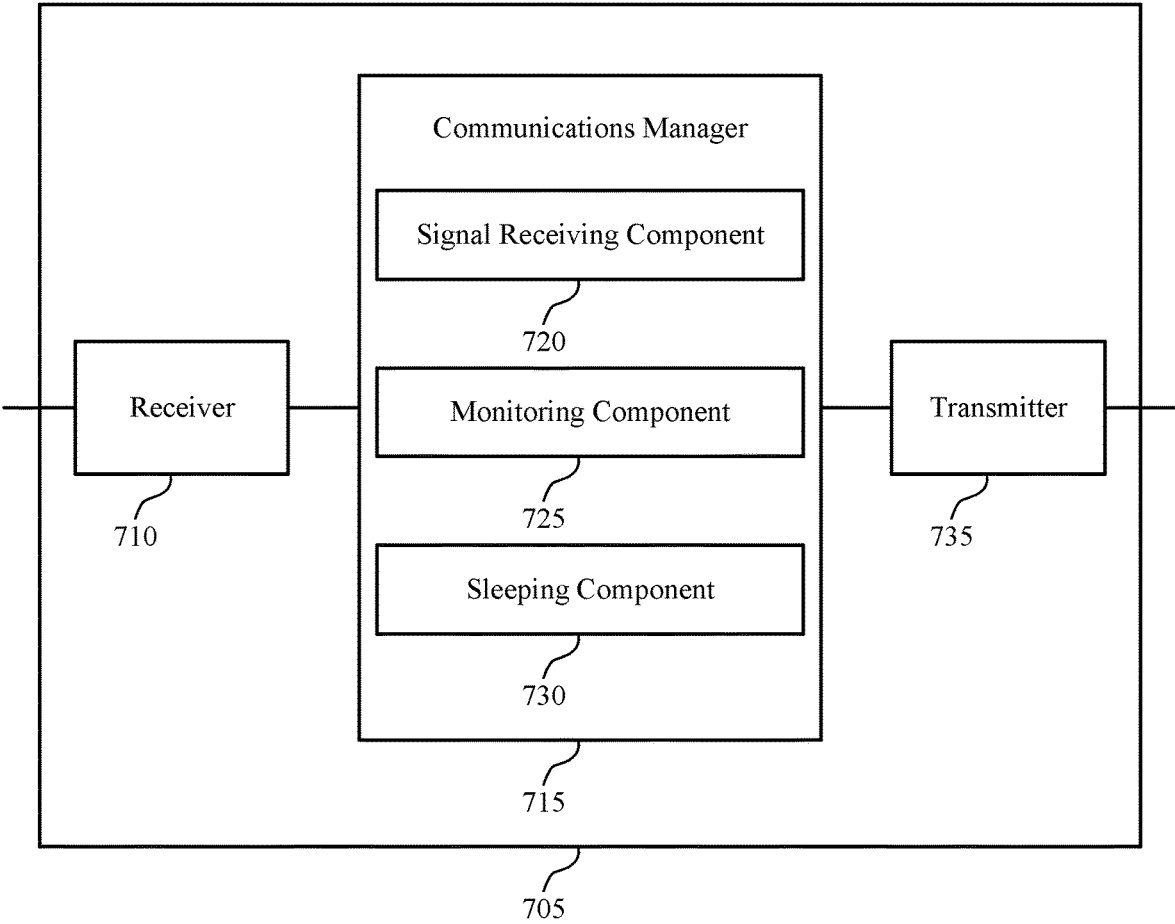 Communications Manager
Signal Receiving Component
720
Receiver
Monitoring Component
Transmitter
710
725
735
Sleeping Component
730
715
705